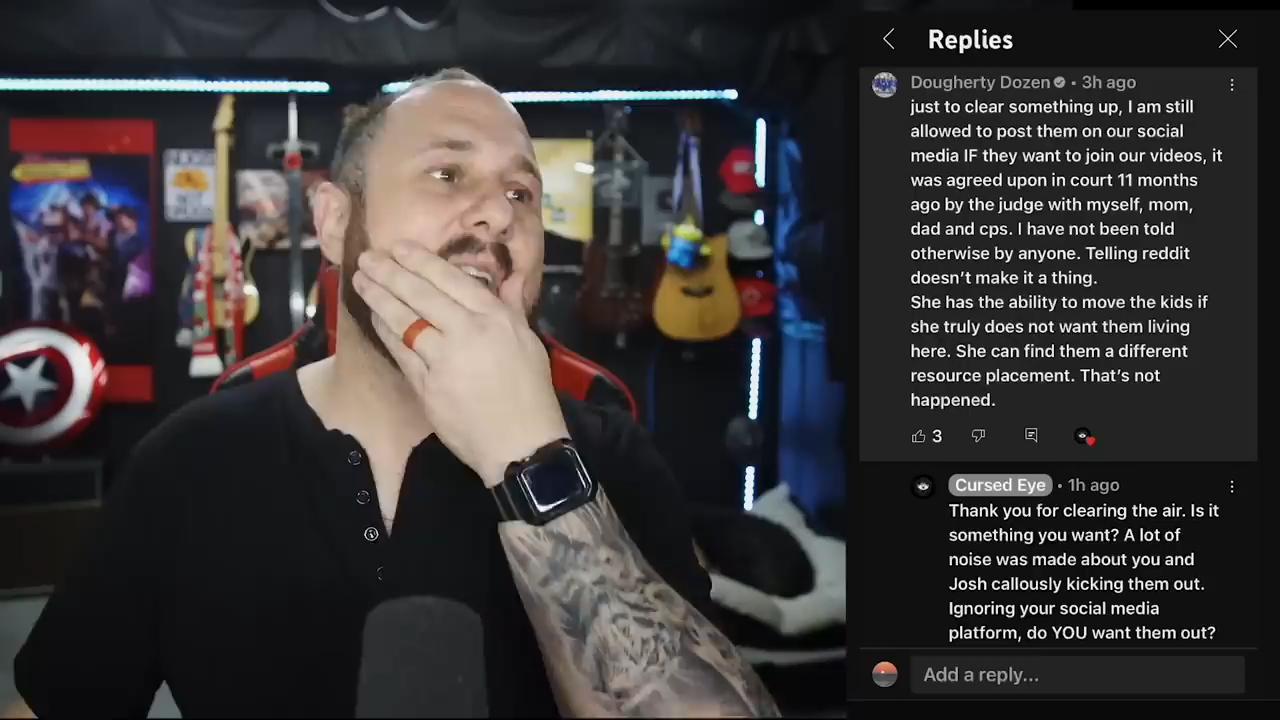 Replies
Dougherty Dozen • 3h ago
just to clear something up, I am still
allowed to post them on our social
media IF they want to join our videos, it
was agreed upon in court 11 months
ago by the judge with myself, mom,
dad and cps. I have not been told
otherwise by anyone. Telling reddit
doesn't make it a thing.
She has the ability to move the kids if
she truly does not want them living
here. She can find them a different
resource placement. That's not
happened.
3
Cursed Eye • 1h ago
Thank you for clearing the air. Is it
something you want? A lot of
noise was made about you and
Josh callously kicking them out.
Ignoring your social media
platform, do YOU want them out?
Add a reply...